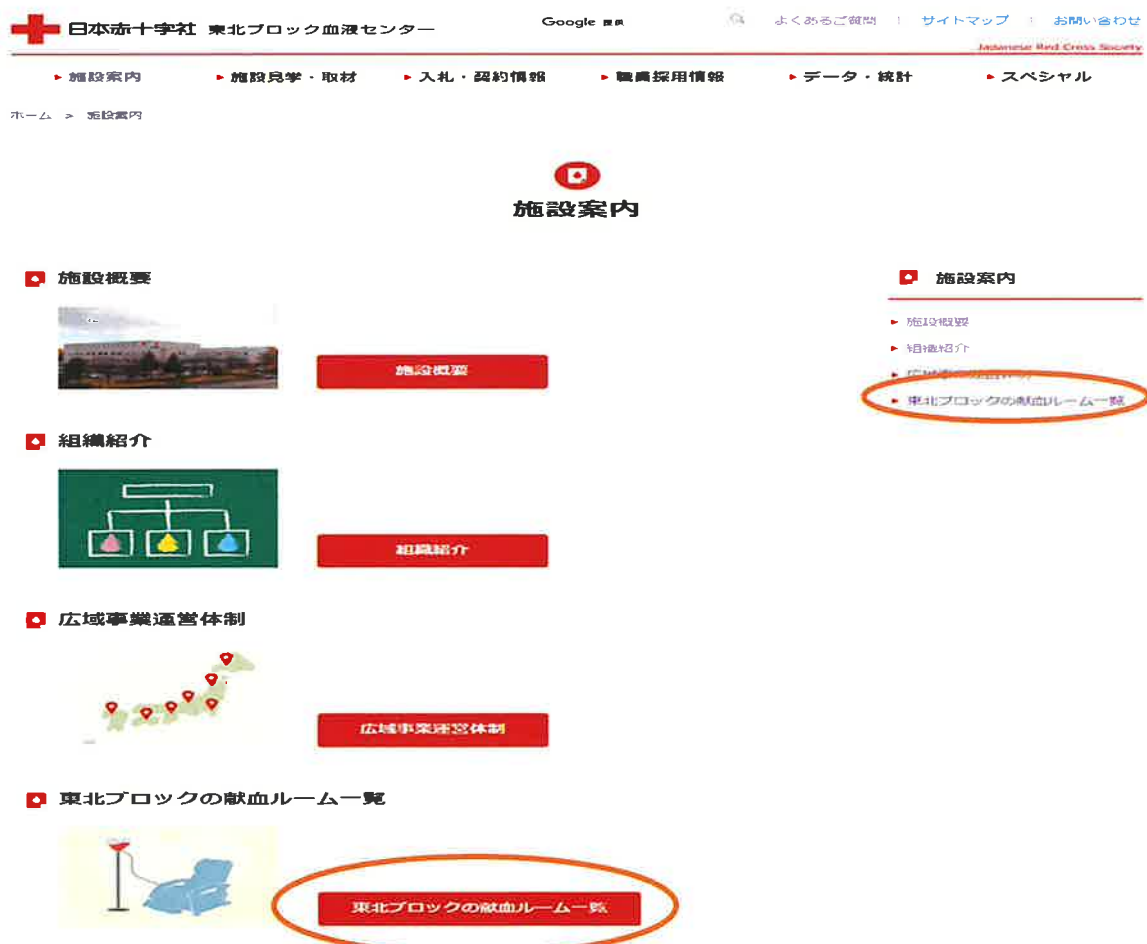 日本赤十字社 東北ブロック血液センター
Google 提供
よくあるご質問 | サイトマップ | お問い合わせ
Japanese Red Cross Society
施設案内 施設見学・取材 入札・契約情報 職員採用情報 データ・統計 スペシャル
ホーム > 施設案内
施設案内
施設概要
施設概要
組織紹介
組織紹介
広域事業運営体制
広域事業運営体制
東北ブロックの献血ルーム一覧
東北ブロックの献血ルーム一覧
施設案内
施設概要
組織紹介
東北ブロックの献血ルーム一覧